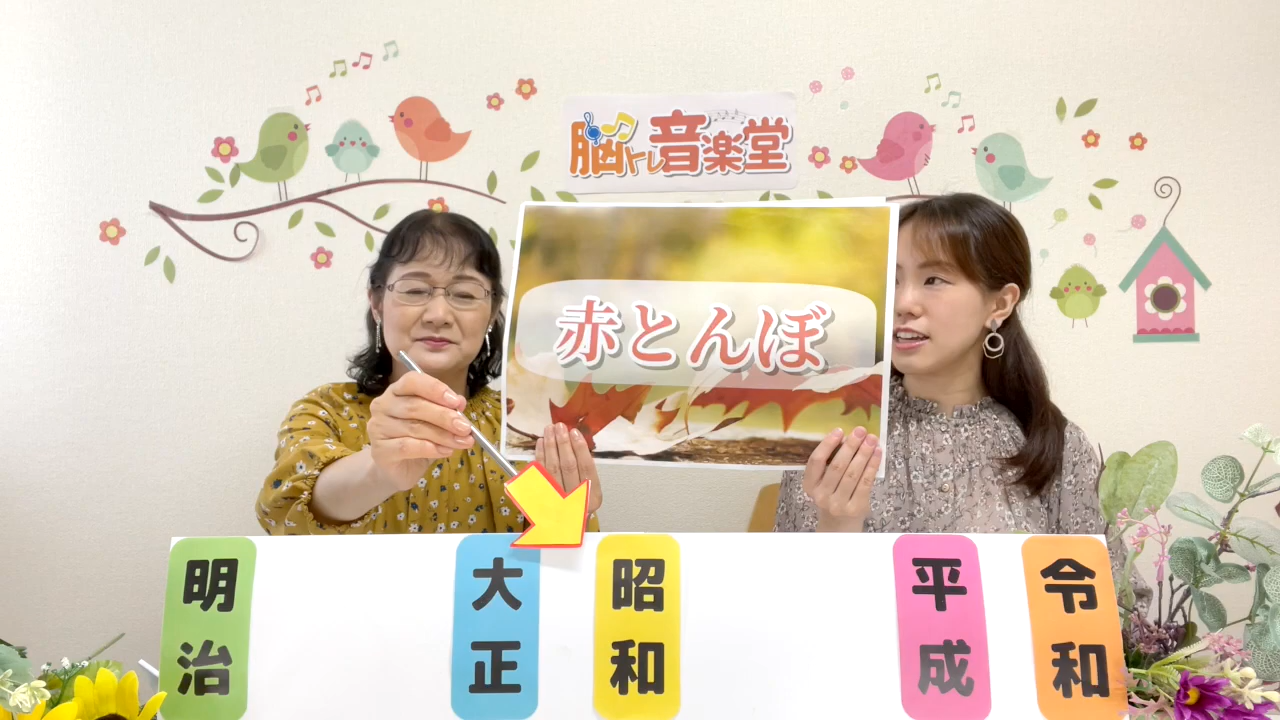 脳トレ音楽堂
赤とんぼ
明治
大正
昭和
平成
令和